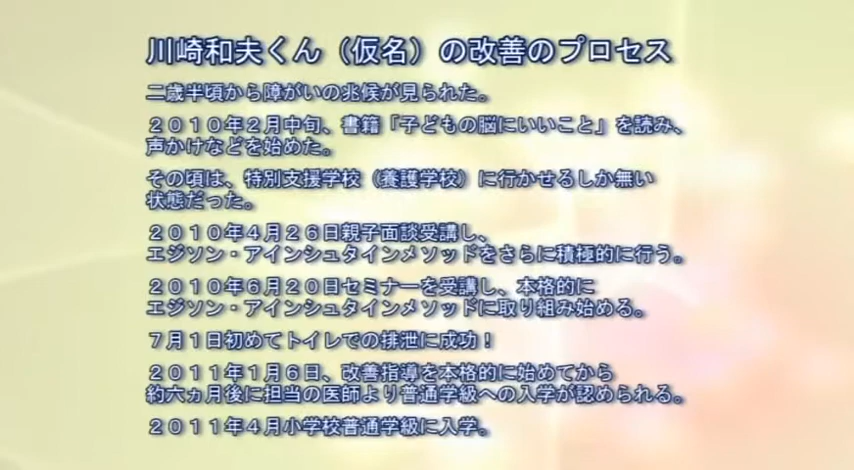 川崎和夫くん（仮名）の改善のプロセス
二歳半頃から障がいの兆候が見られた。
２０１０年２月中旬、書籍「子どもの脳にいいこと」を読み、
声かけなどを始めた。
その頃は、特別支援学校（養護学校）に行かせるしか無い
状態だった。
２０１０年４月２６日親子面談受講し、
エジソン・アインシュタインメソッドをさらに積極的に行う。
２０１０年６月２０日セミナーを受講し、本格的に
エジソン・アインシュタインメソッドに取り組み始める。
７月１日初めてトイレでの排泄に成功！
２０１１年１月６日、改善指導を本格的に始めてから
約六ヵ月後に担当の医師より普通学級への入学が認められる。
２０１１年４月小学校普通学級に入学。